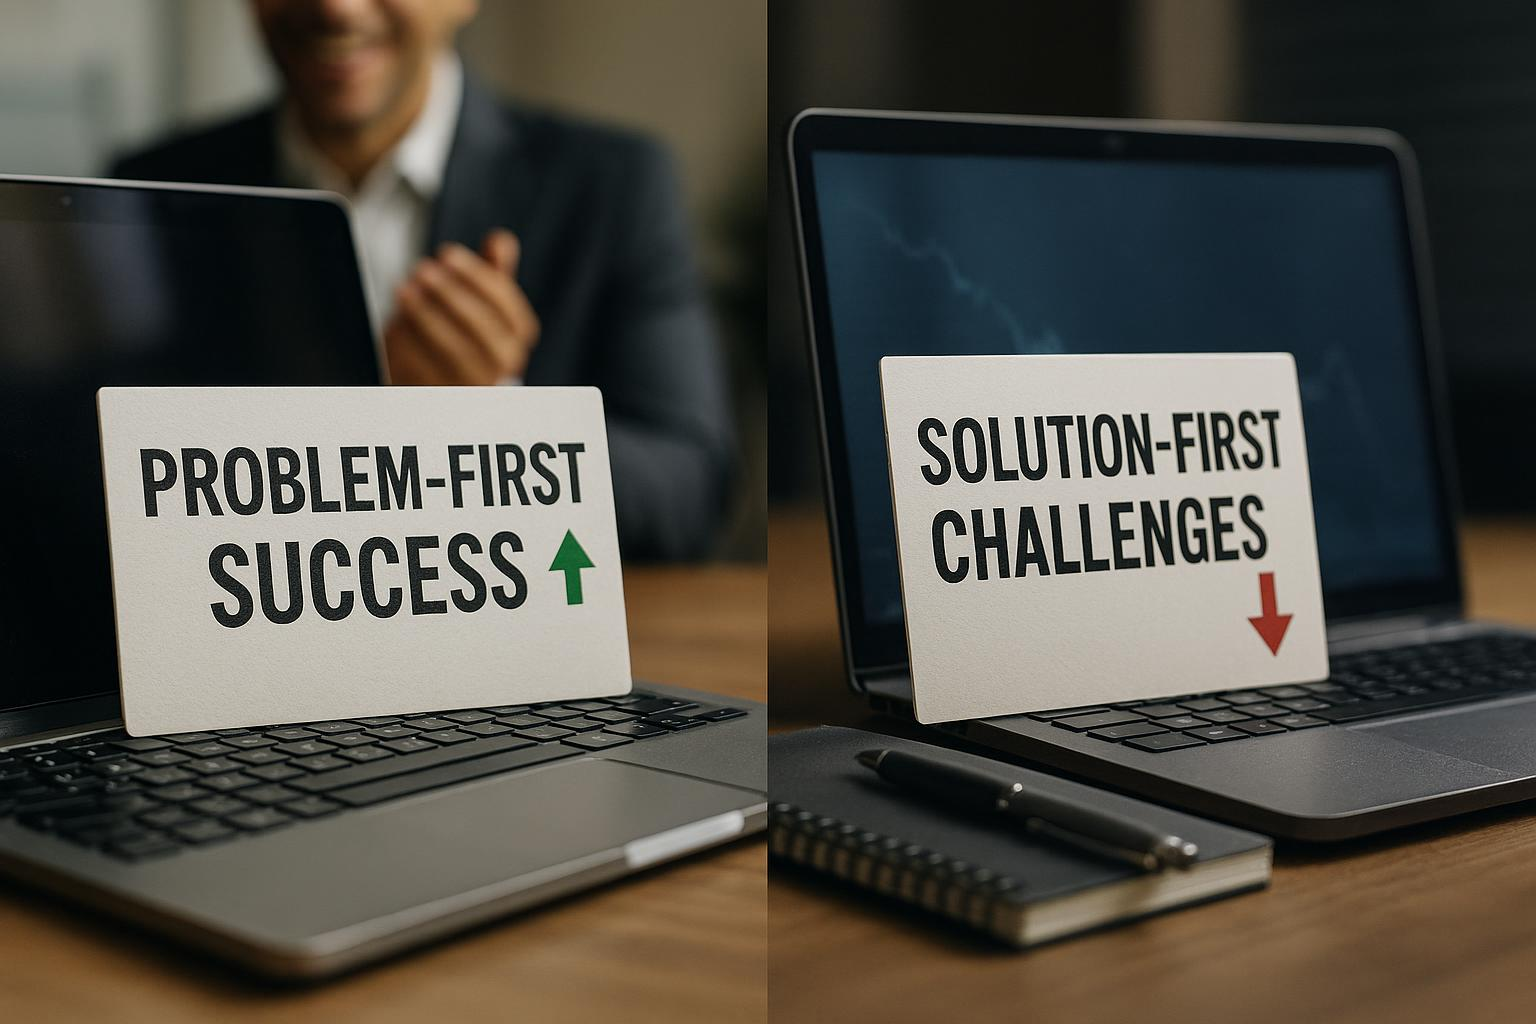 PROBLEM-FIRST
SUCCESS
SOLUTION-FIRST
CHALLENGES